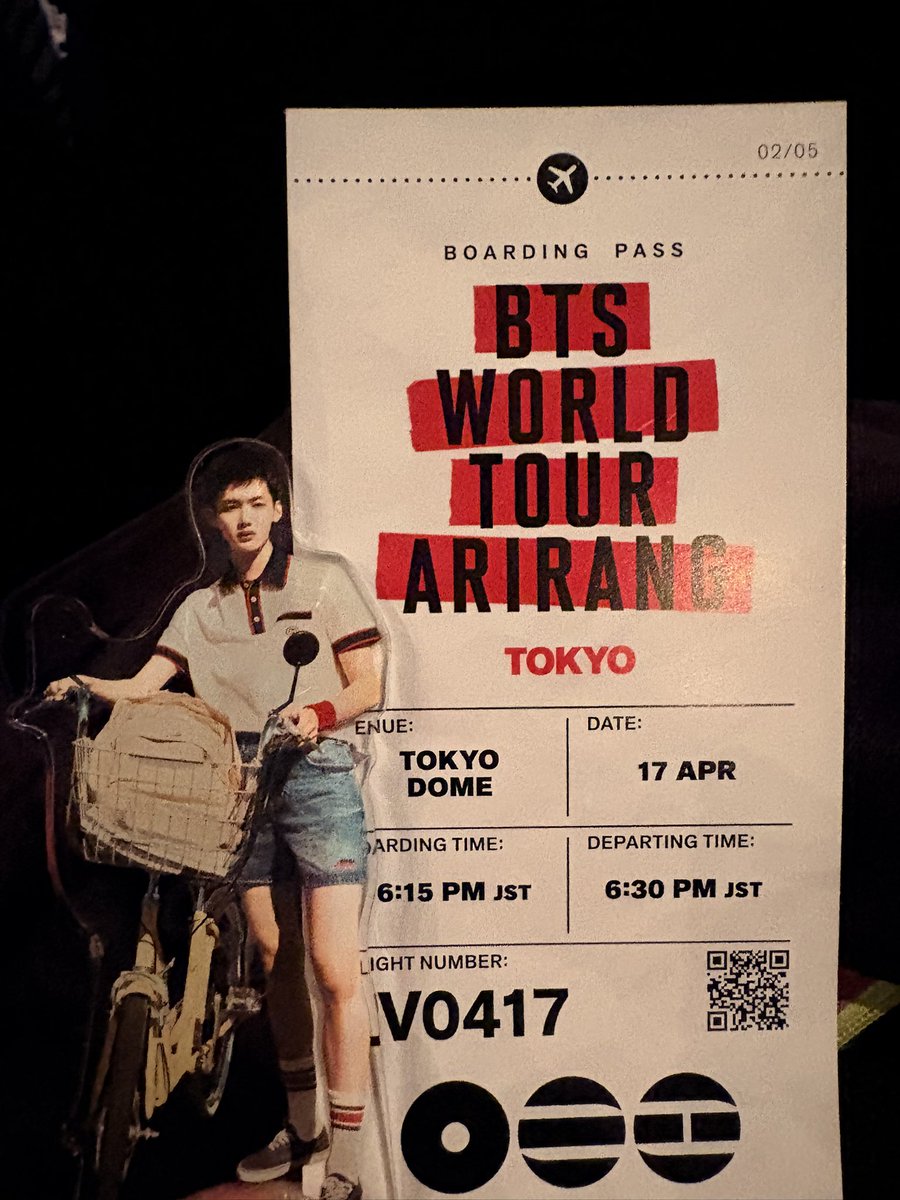 02/05
BOARDING PASS
BTS
WORLD
TOUR
ARIRANG
TOKYO
ENUE:
TOKYO
DOME
DATE:
17 APR
ARDING TIME:
6:15 PM JST
DEPARTING TIME:
6:30 PM JST
LIGHT NUMBER:
V0417